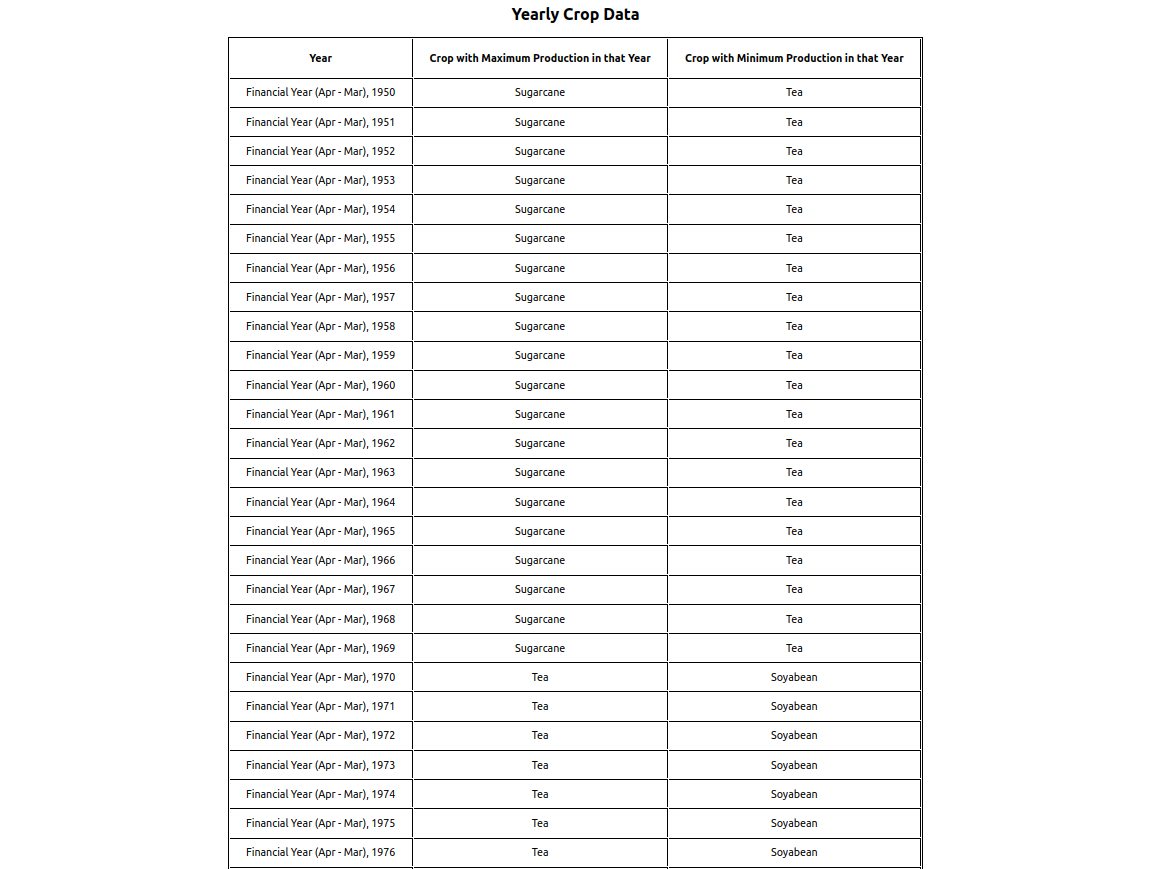 Yearly Crop Data
Year Crop with Maximum Production in that Year Crop with Minimum Production in that Year
Financial Year (Apr - Mar), 1950 Sugarcane Tea
Financial Year (Apr - Mar), 1951 Sugarcane Tea
Financial Year (Apr - Mar), 1952 Sugarcane Tea
Financial Year (Apr - Mar), 1953 Sugarcane Tea
Financial Year (Apr - Mar), 1954 Sugarcane Tea
Financial Year (Apr - Mar), 1955 Sugarcane Tea
Financial Year (Apr - Mar), 1956 Sugarcane Tea
Financial Year (Apr - Mar), 1957 Sugarcane Tea
Financial Year (Apr - Mar), 1958 Sugarcane Tea
Financial Year (Apr - Mar), 1959 Sugarcane Tea
Financial Year (Apr - Mar), 1960 Sugarcane Tea
Financial Year (Apr - Mar), 1961 Sugarcane Tea
Financial Year (Apr - Mar), 1962 Sugarcane Tea
Financial Year (Apr - Mar), 1963 Sugarcane Tea
Financial Year (Apr - Mar), 1964 Sugarcane Tea
Financial Year (Apr - Mar), 1965 Sugarcane Tea
Financial Year (Apr - Mar), 1966 Sugarcane Tea
Financial Year (Apr - Mar), 1967 Sugarcane Tea
Financial Year (Apr - Mar), 1968 Sugarcane Tea
Financial Year (Apr - Mar), 1969 Sugarcane Tea
Financial Year (Apr - Mar), 1970 Tea Soyabean
Financial Year (Apr - Mar), 1971 Tea Soyabean
Financial Year (Apr - Mar), 1972 Tea Soyabean
Financial Year (Apr - Mar), 1973 Tea Soyabean
Financial Year (Apr - Mar), 1974 Tea Soyabean
Financial Year (Apr - Mar), 1975 Tea Soyabean
Financial Year (Apr - Mar), 1976 Tea Soyabean